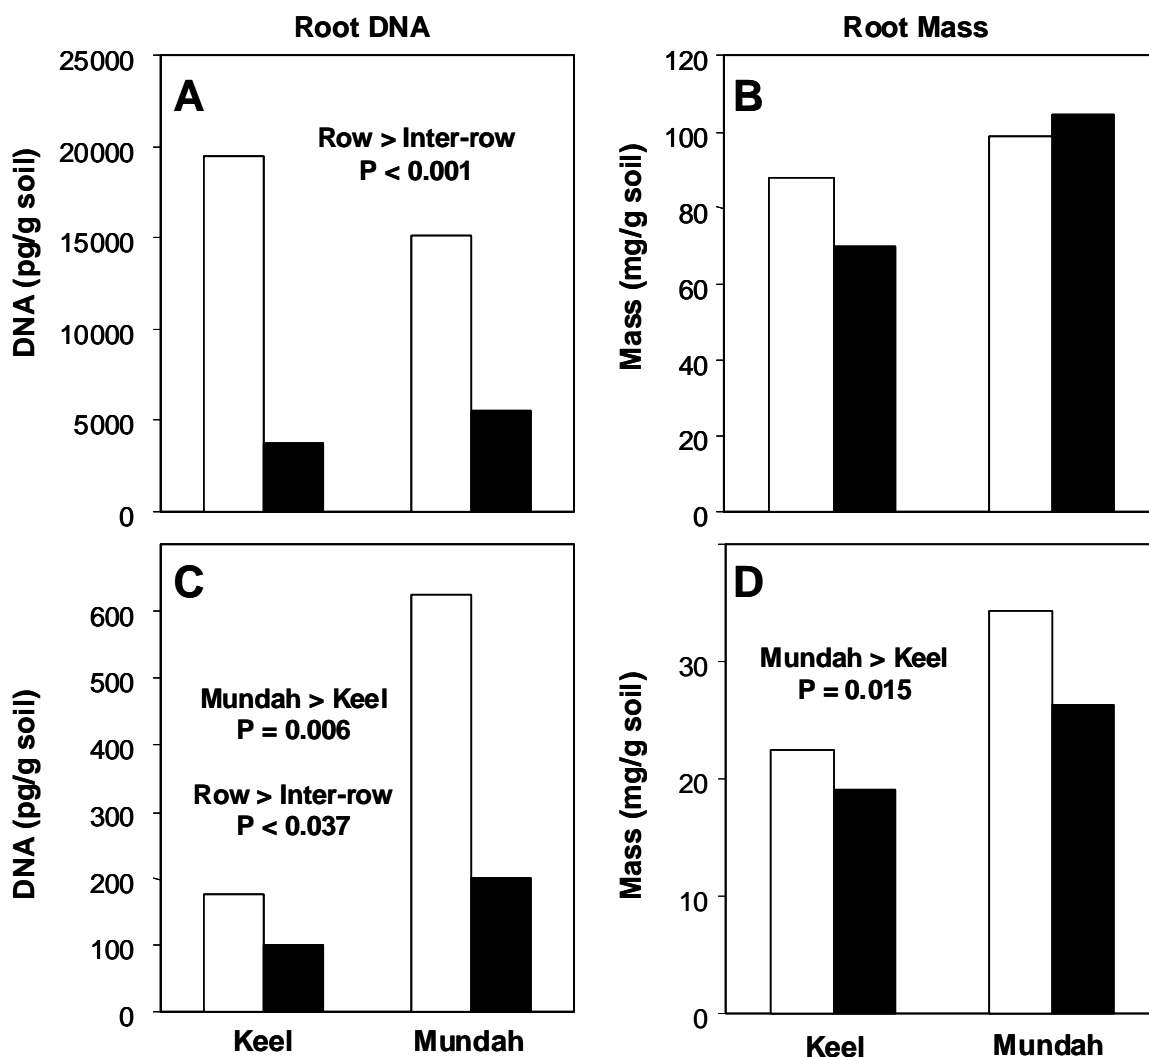 Root DNA
Root Mass
A
Row > Inter-row
P < 0.001
DNA (pg/g soil)
25000
20000
15000
10000
5000
0
B
Mass (mg/g soil)
120
100
80
60
40
20
0
C
Mundah > Keel
P = 0.006
Row > Inter-row
P < 0.037
DNA (pg/g soil)
600
500
400
300
200
100
0
Keel
Mundah
D
Mundah > Keel
P = 0.015
Mass (mg/g soil)
30
20
10
0
Keel
Mundah